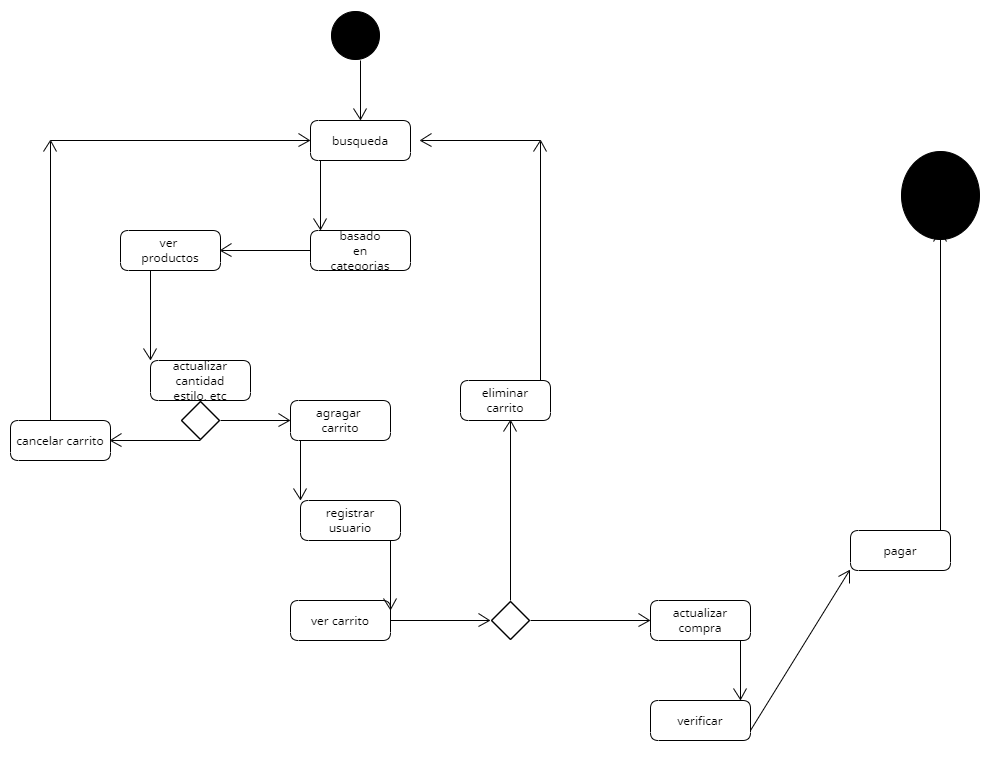 busqueda
basado
en
categorias
ver
productos
actualizar
cantidad
estilo, etc
cancelar carrito
agragar
carrito
eliminar
carrito
registrar
usuario
ver carrito
actualizar
compra
verificar
pagar